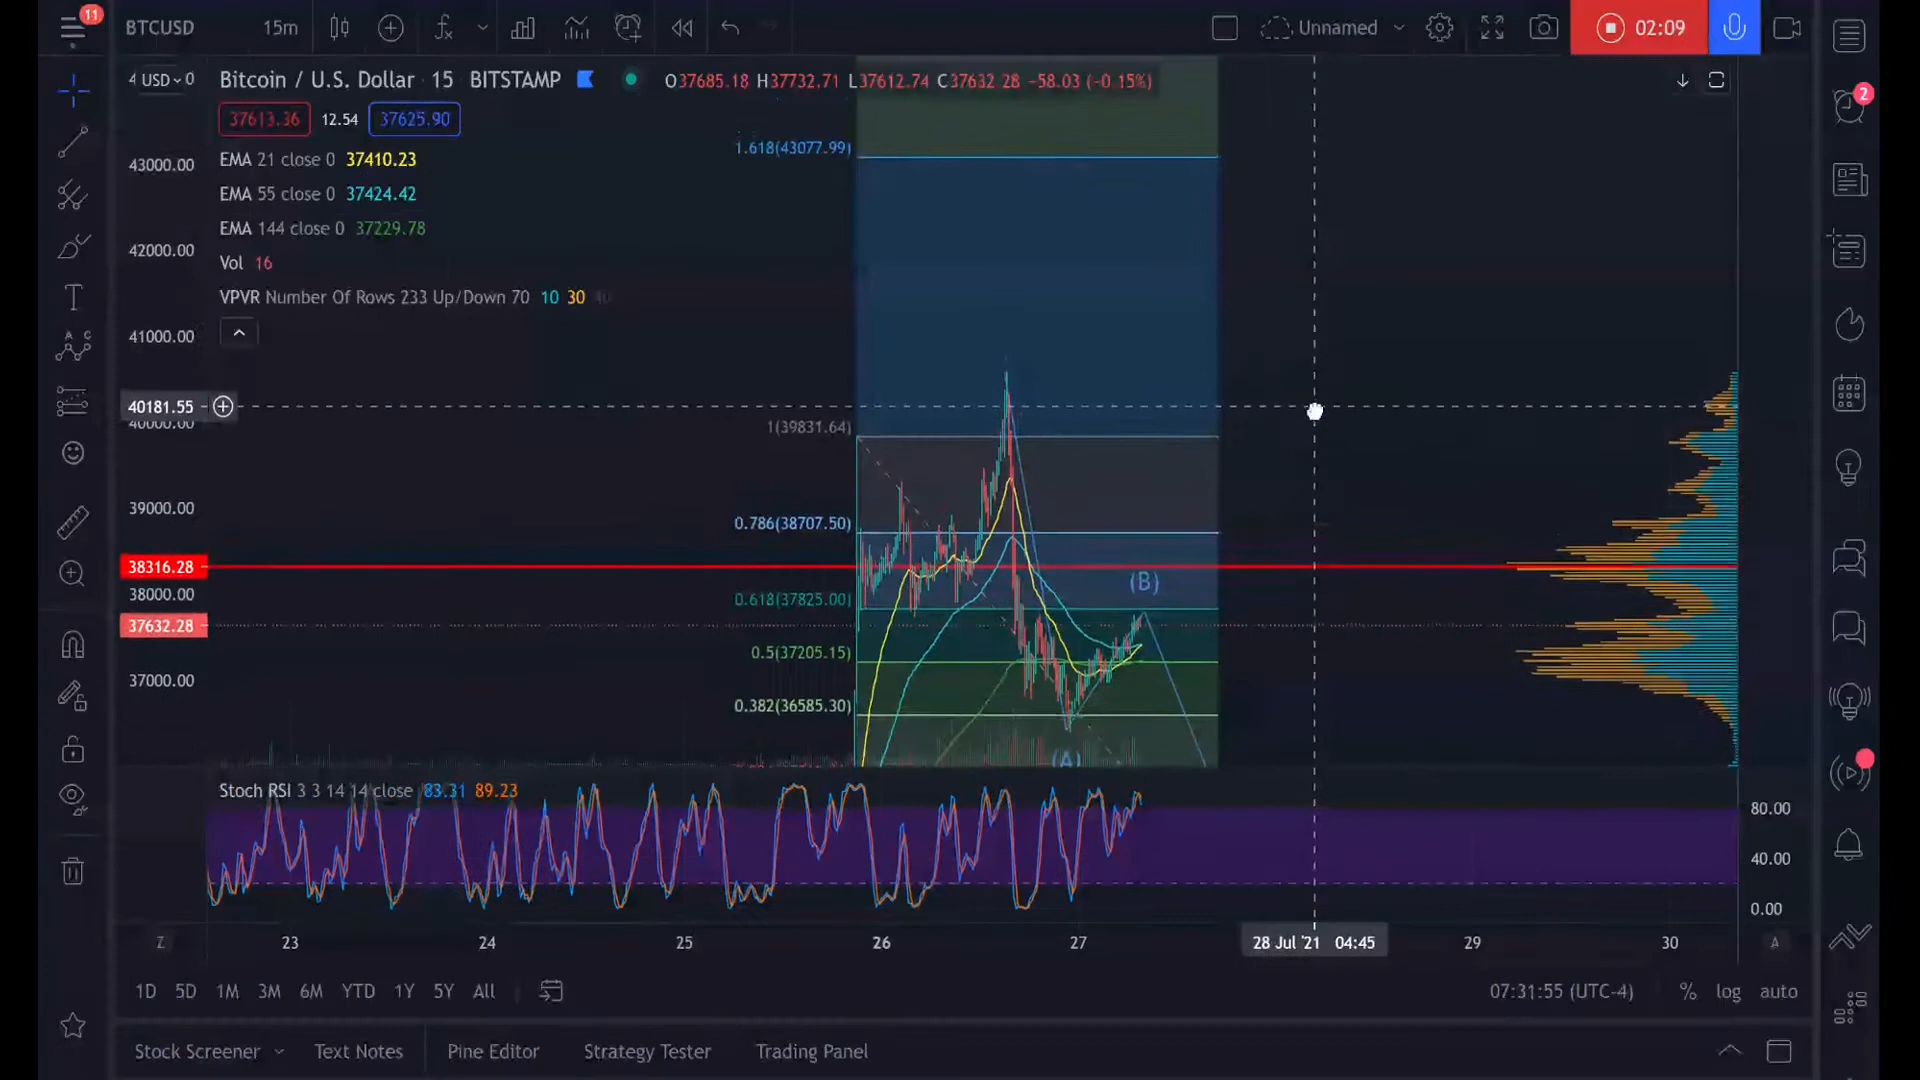 11
BTCUSD 15m
Unnamed
02:09
USD
Bitcoin / U.S. Dollar 15 BITSTAMP
O37685.18 H37732.71 L37612.74 C37632.28 −58.03 (−0.15%)
37613.36 12.54 37625.90
EMA 21 close 0 37410.23
EMA 55 close 0 37424.42
EMA 144 close 0 37229.78
Vol 16
VPVR Number Of Rows 233 Up/Down 70 10 30
2
43000.00
42000.00
41000.00
40181.55
40000.00
39000.00
38316.28
38000.00
37632.28
37000.00
1.618(43077.99)
1(39831.64)
0.786(38707.50)
0.618(37825.00)
0.5(37205.15)
0.382(36585.30)
(B)
(A)
Stoch RSI 3 3 14 14 close 83.31 89.23
80.00
40.00
0.00
Z 23 24 25 26 27 28 Jul '21 04:45 29 30 A
1D 5D 1M 3M 6M YTD 1Y 5Y All
07:31:55 (UTC-4) % log auto
Stock Screener Text Notes Pine Editor Strategy Tester Trading Panel